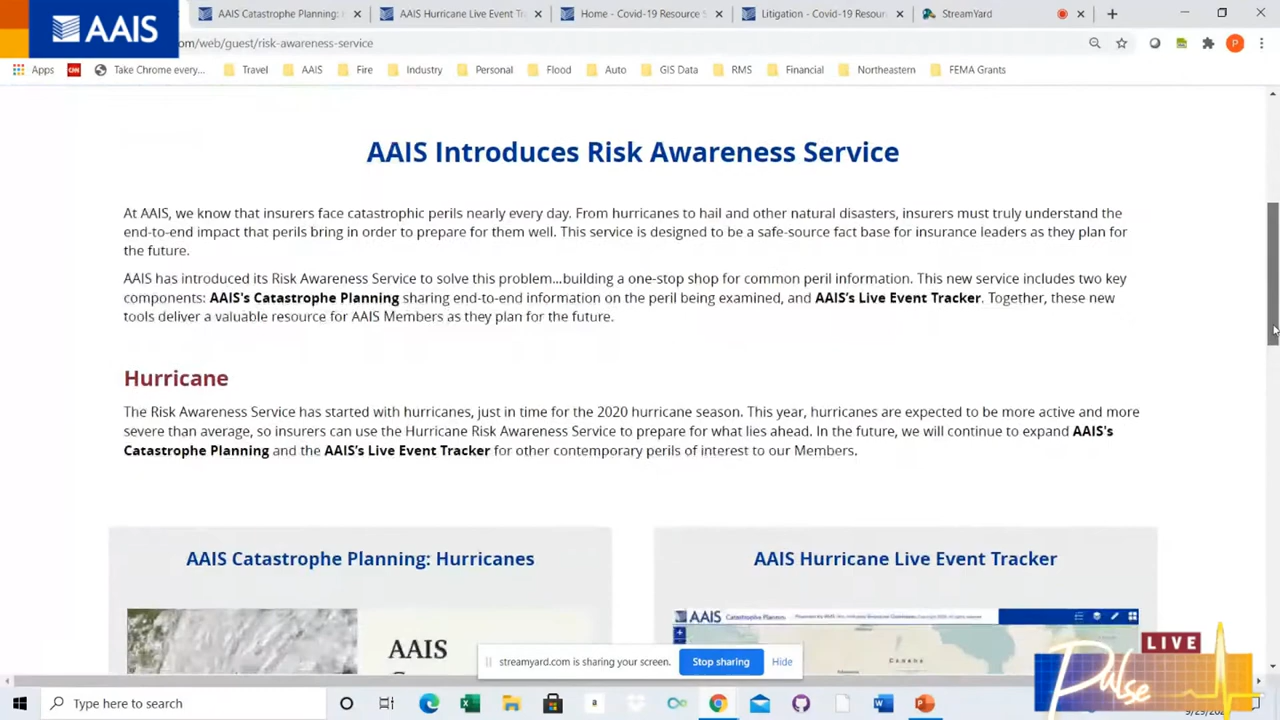 AAIS
AAIS Catastrophe Planning: H
AAIS Hurricane Live Event Tr
Home - Covid-19 Resource S
Litigation - Covid-19 Resour
StreamYard
om/web/guest/risk-awareness-service
P
Apps
CNN
Take Chrome every...
Travel
AAIS
Fire
Industry
Personal
Flood
Auto
GIS Data
RMS
Financial
Northeastern
FEMA Grants
AAIS Introduces Risk Awareness Service
At AAIS, we know that insurers face catastrophic perils nearly every day. From hurricanes to hail and other natural disasters, insurers must truly understand the
end-to-end impact that perils bring in order to prepare for them well. This service is designed to be a safe-source fact base for insurance leaders as they plan for
the future.
AAIS has introduced its Risk Awareness Service to solve this problem...building a one-stop shop for common peril information. This new service includes two key
components: AAIS's Catastrophe Planning sharing end-to-end information on the peril being examined, and AAIS's Live Event Tracker. Together, these new
tools deliver a valuable resource for AAIS Members as they plan for the future.
Hurricane
The Risk Awareness Service has started with hurricanes, just in time for the 2020 hurricane season. This year, hurricanes are expected to be more active and more
severe than average, so insurers can use the Hurricane Risk Awareness Service to prepare for what lies ahead. In the future, we will continue to expand AAIS's
Catastrophe Planning and the AAIS's Live Event Tracker for other contemporary perils of interest to our Members.
AAIS Catastrophe Planning: Hurricanes
AAIS Hurricane Live Event Tracker
AAIS
AAIS Catastrophe Planning
CANADA
streamyard.com is sharing your screen.
Stop sharing
Hide
LIVE
Pulse
Type here to search